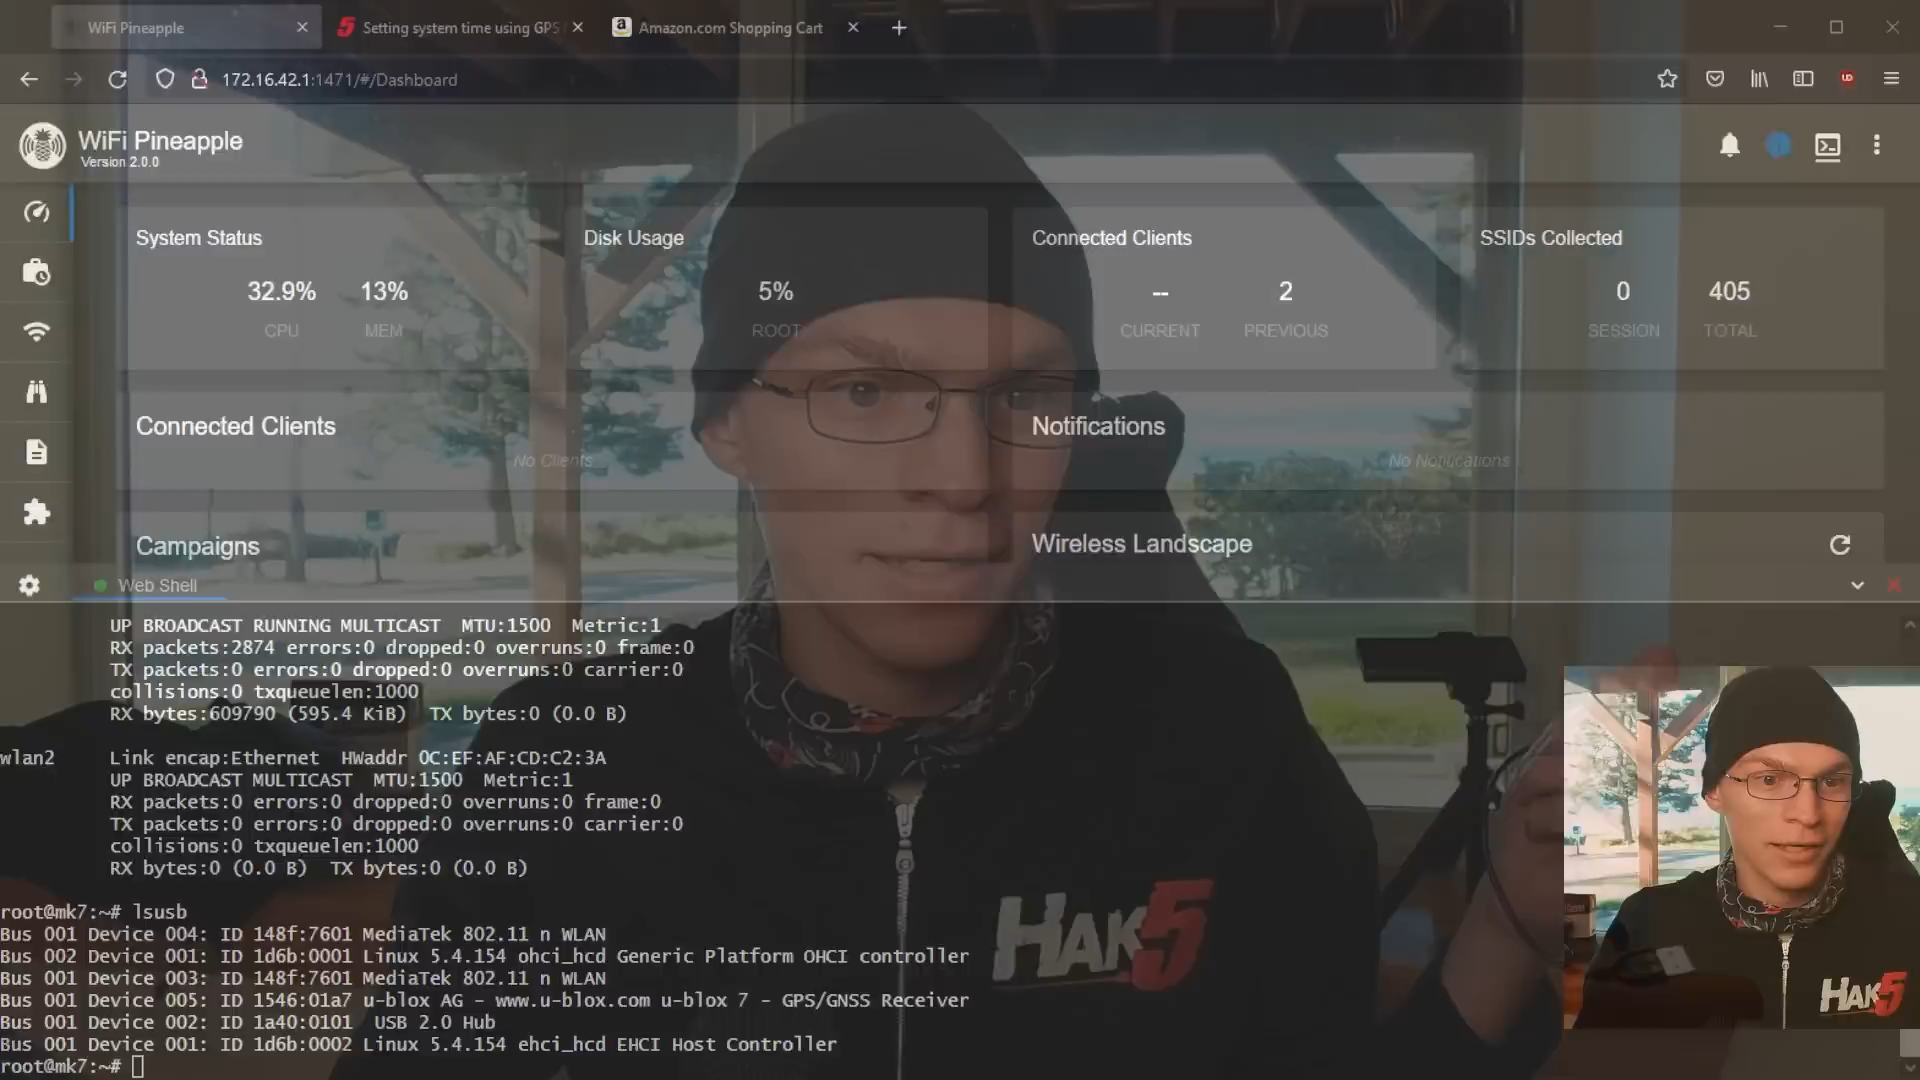 WiFi Pineapple
Setting system time using GPS
Amazon.com Shopping Cart
172.16.42.1:1471/#/Dashboard
WiFi Pineapple
Version 2.0.0
System Status
32.9% 13%
CPU MEM
Disk Usage
5%
ROOT
Connected Clients
-- 2
CURRENT PREVIOUS
SSIDs Collected
0 405
SESSION TOTAL
Connected Clients
No Clients
Notifications
No Notifications
Campaigns
Wireless Landscape
Web Shell
UP BROADCAST RUNNING MULTICAST MTU:1500 Metric:1
RX packets:2874 errors:0 dropped:0 overruns:0 frame:0
TX packets:0 errors:0 dropped:0 overruns:0 carrier:0
collisions:0 txqueuelen:1000
RX bytes:609790 (595.4 KiB) TX bytes:0 (0.0 B)
wlan2 Link encap:Ethernet HWaddr 0C:EF:AF:CD:C2:3A
UP BROADCAST MULTICAST MTU:1500 Metric:1
RX packets:0 errors:0 dropped:0 overruns:0 frame:0
TX packets:0 errors:0 dropped:0 overruns:0 carrier:0
collisions:0 txqueuelen:1000
RX bytes:0 (0.0 B) TX bytes:0 (0.0 B)
root@mk7:~# lsusb
Bus 001 Device 004: ID 148f:7601 MediaTek 802.11 n WLAN
Bus 002 Device 001: ID 1d6b:0001 Linux 5.4.154 ohci_hcd Generic Platform OHCI controller
Bus 001 Device 003: ID 148f:7601 MediaTek 802.11 n WLAN
Bus 001 Device 005: ID 1546:01a7 u-blox AG - www.u-blox.com u-blox 7 - GPS/GNSS Receiver
Bus 001 Device 002: ID 1a40:0101 USB 2.0 Hub
Bus 001 Device 001: ID 1d6b:0002 Linux 5.4.154 ehci_hcd EHCI Host Controller
root@mk7:~#
HAK5
HAK5